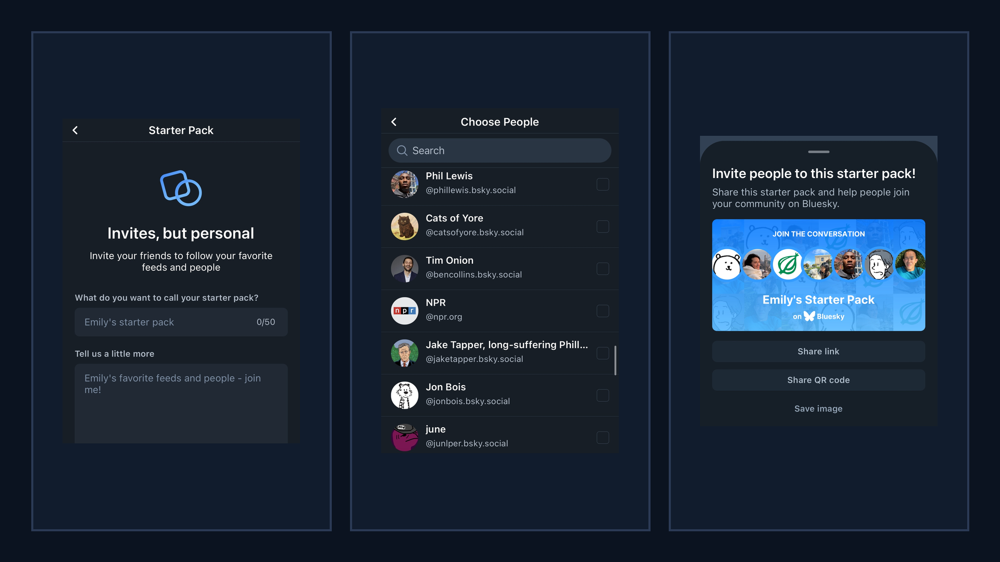 Starter Pack
Invites, but personal
Invite your friends to follow your favorite
feeds and people
What do you want to call your starter pack?
Emily's starter pack 0/50
Tell us a little more
Emily's favorite feeds and people - join
me!
Choose People
Search
Phil Lewis
@phillewis.bsky.social
Cats of Yore
@catsofyore.bsky.social
Tim Onion
@bencollins.bsky.social
NPR
@npr.org
npr
Jake Tapper, long-suffering Phill...
@jaketapper.bsky.social
Jon Bois
@jonbois.bsky.social
june
@junlper.bsky.social
Invite people to this starter pack!
Share this starter pack and help people join
your community on Bluesky.
JOIN THE CONVERSATION
Emily's Starter Pack
on Bluesky
Share link
Share QR code
Save image